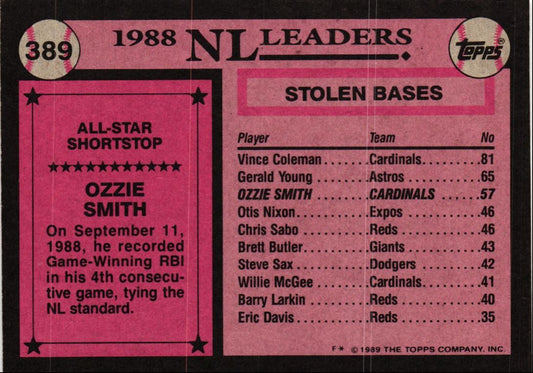 389
1988 NL LEADERS
Topps®
ALL-STAR
SHORTSTOP
OZZIE
SMITH
On September 11,
1988, he recorded
Game-Winning RBI
in his 4th consecu-
tive game, tying the
NL standard.
STOLEN BASES
Player Team No
Vince Coleman.......Cardinals......81
Gerald Young........Astros..........65
OZZIE SMITH........CARDINALS.....57
Otis Nixon............Expos..........46
Chris Sabo...........Reds............46
Brett Butler...........Giants..........43
Steve Sax............Dodgers........42
Willie McGee........Cardinals......41
Barry Larkin..........Reds............40
Eric Davis............Reds............35
F* © 1989 THE TOPPS COMPANY, INC.